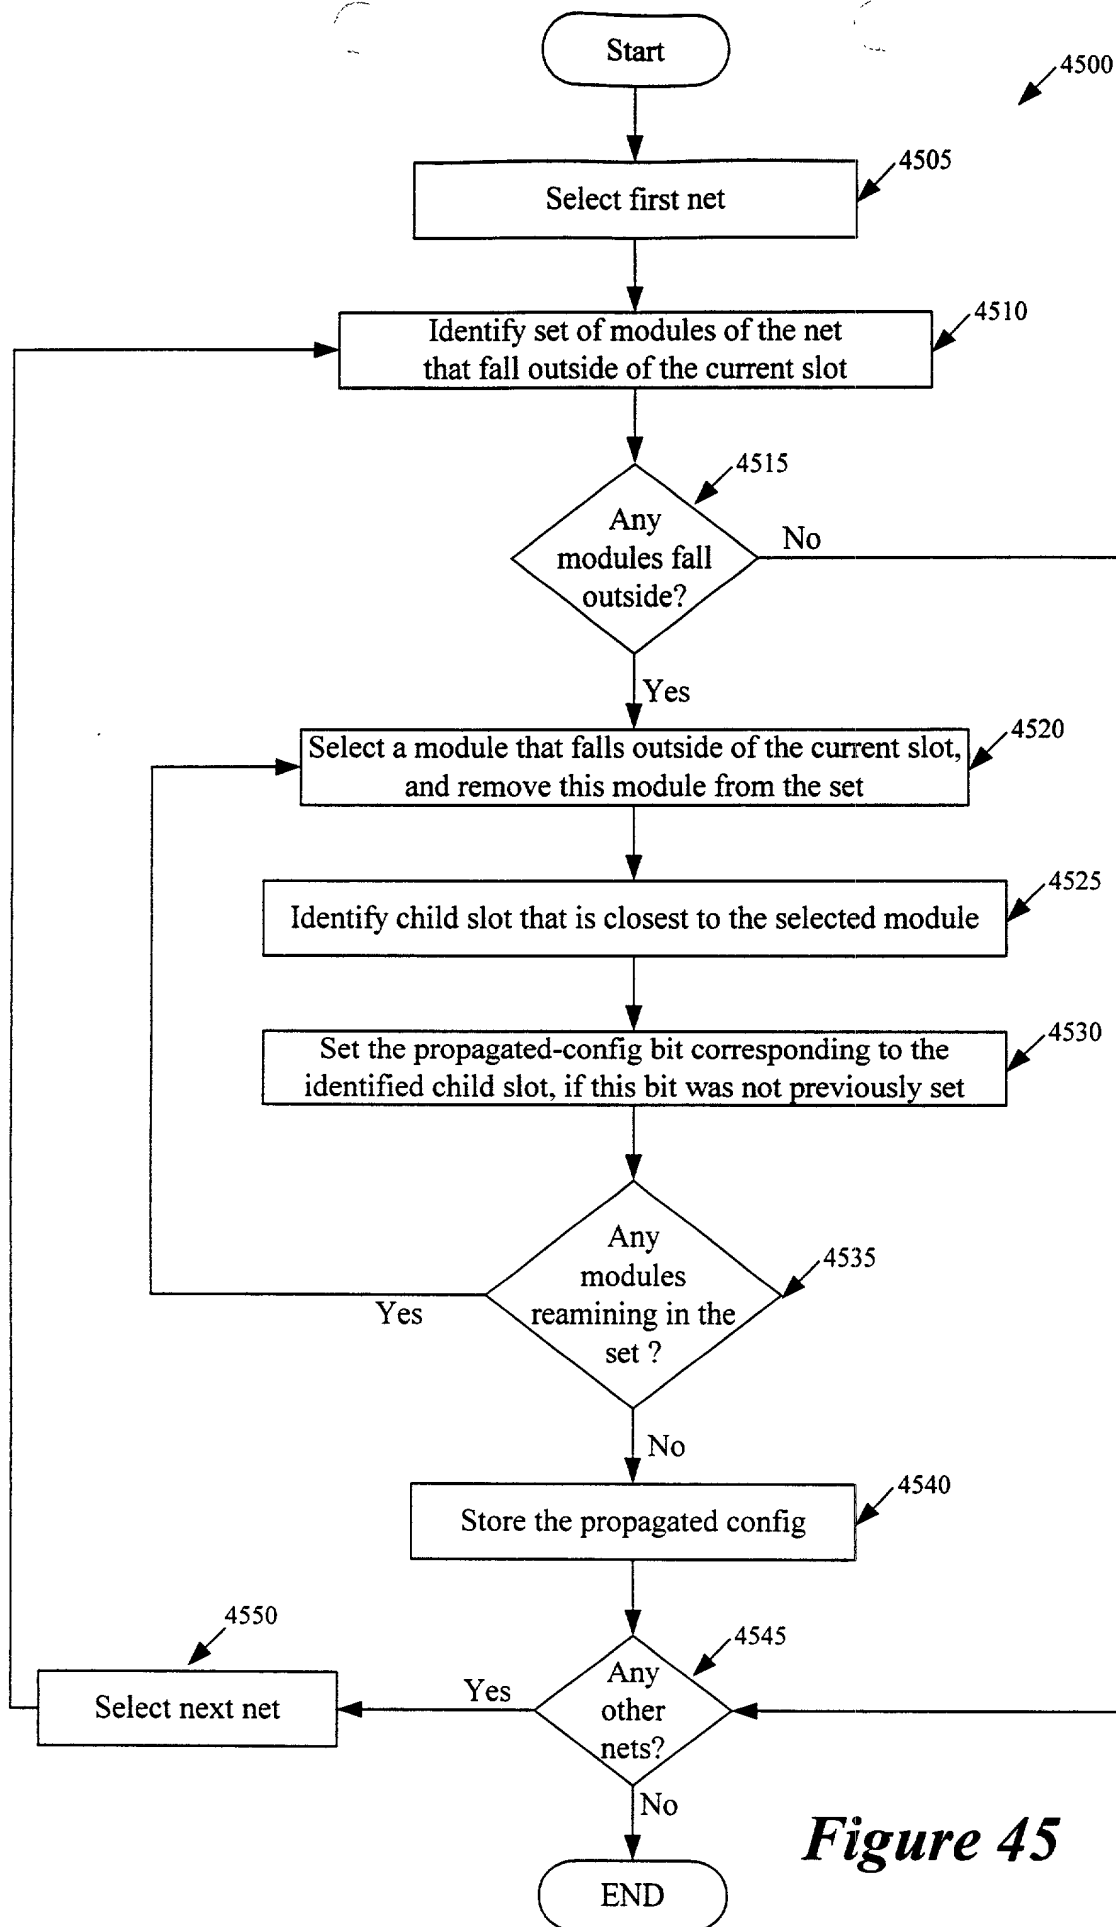 Start
4500
4505
Select first net
4510
Identify set of modules of the net
that fall outside of the current slot
4515
Any
modules fall
outside?
No
Yes
4520
Select a module that falls outside of the current slot,
and remove this module from the set
4525
Identify child slot that is closest to the selected module
4530
Set the propagated-config bit corresponding to the
identified child slot, if this bit was not previously set
4535
Any
modules
reamining in the
set ?
Yes
No
4540
Store the propagated config
4550
4545
Select next net
Yes
Any
other
nets?
No
Figure 45
END